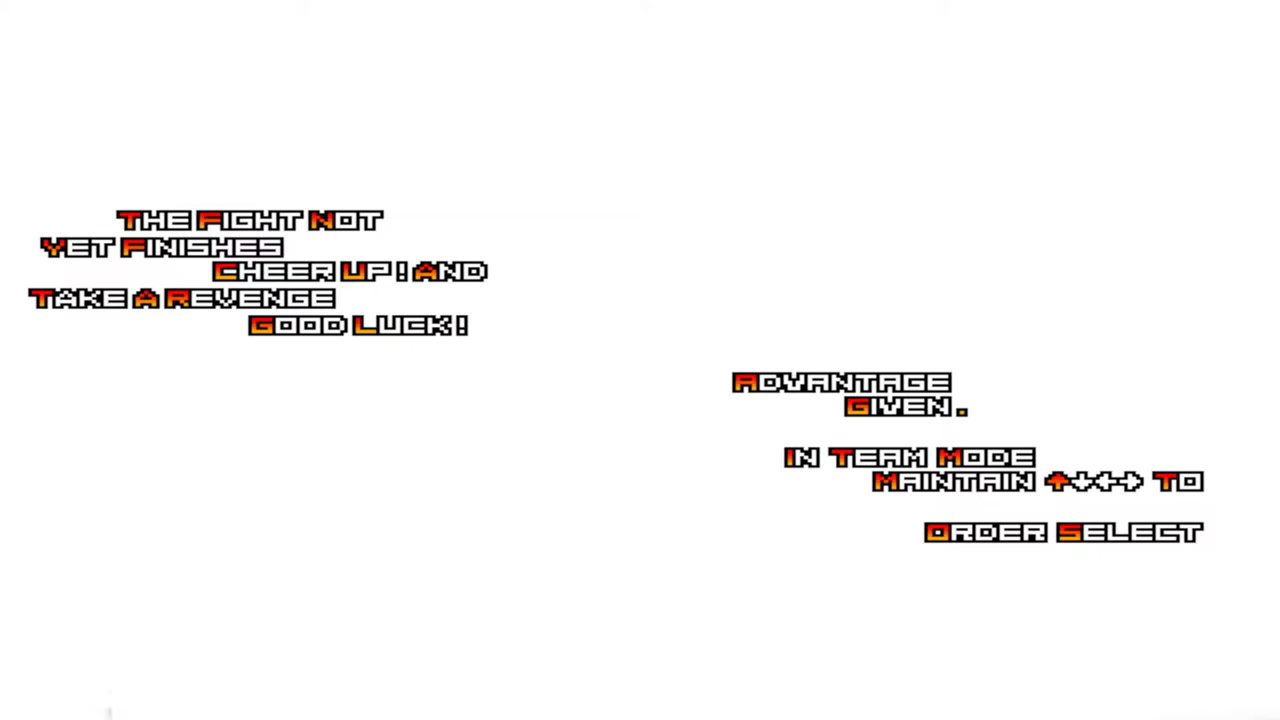 The Fight Not
Yet Finishes
Cheer Up! And
Take A Revenge
Good Luck!
Advantage
Given.
In Team Mode
Maintain ↑↓←→ To
Order Select